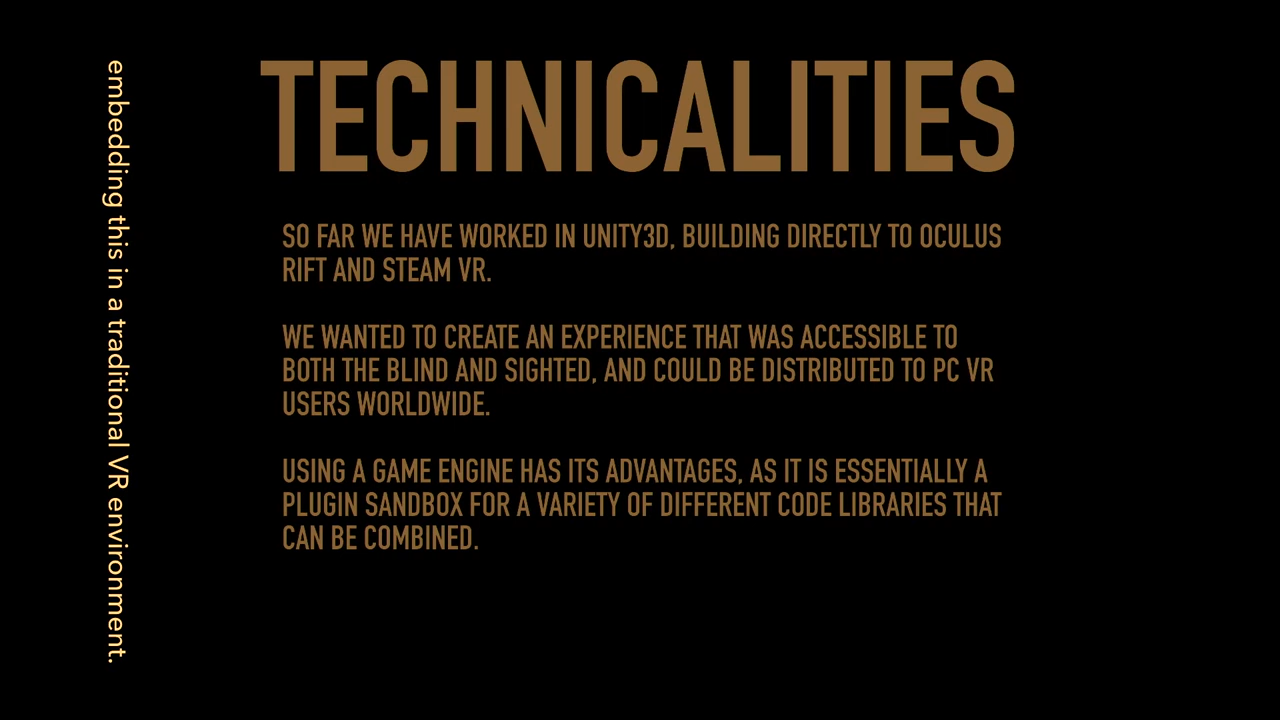 TECHNICALITIES
SO FAR WE HAVE WORKED IN UNITY3D, BUILDING DIRECTLY TO OCULUS
RIFT AND STEAM VR.
WE WANTED TO CREATE AN EXPERIENCE THAT WAS ACCESSIBLE TO
BOTH THE BLIND AND SIGHTED, AND COULD BE DISTRIBUTED TO PC VR
USERS WORLDWIDE.
USING A GAME ENGINE HAS ITS ADVANTAGES, AS IT IS ESSENTIALLY A
PLUGIN SANDBOX FOR A VARIETY OF DIFFERENT CODE LIBRARIES THAT
CAN BE COMBINED.
embedding this in a traditional VR environment.